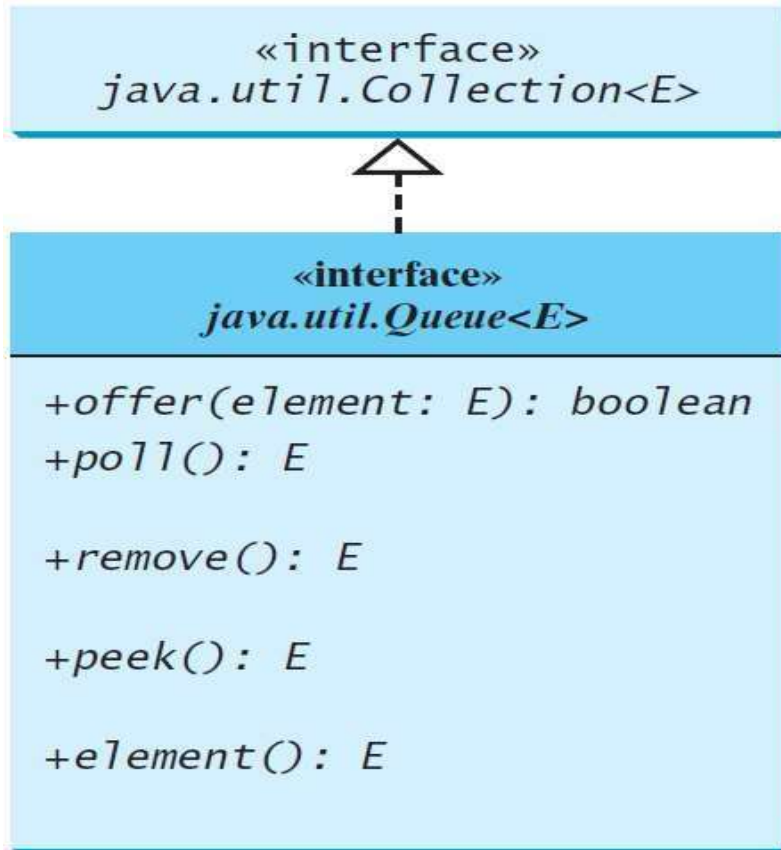 «interface»
java.util.Collection<E>
«interface»
java.util.Queue<E>
+offer(element: E): boolean
+poll(): E
+remove(): E
+peek(): E
+element(): E